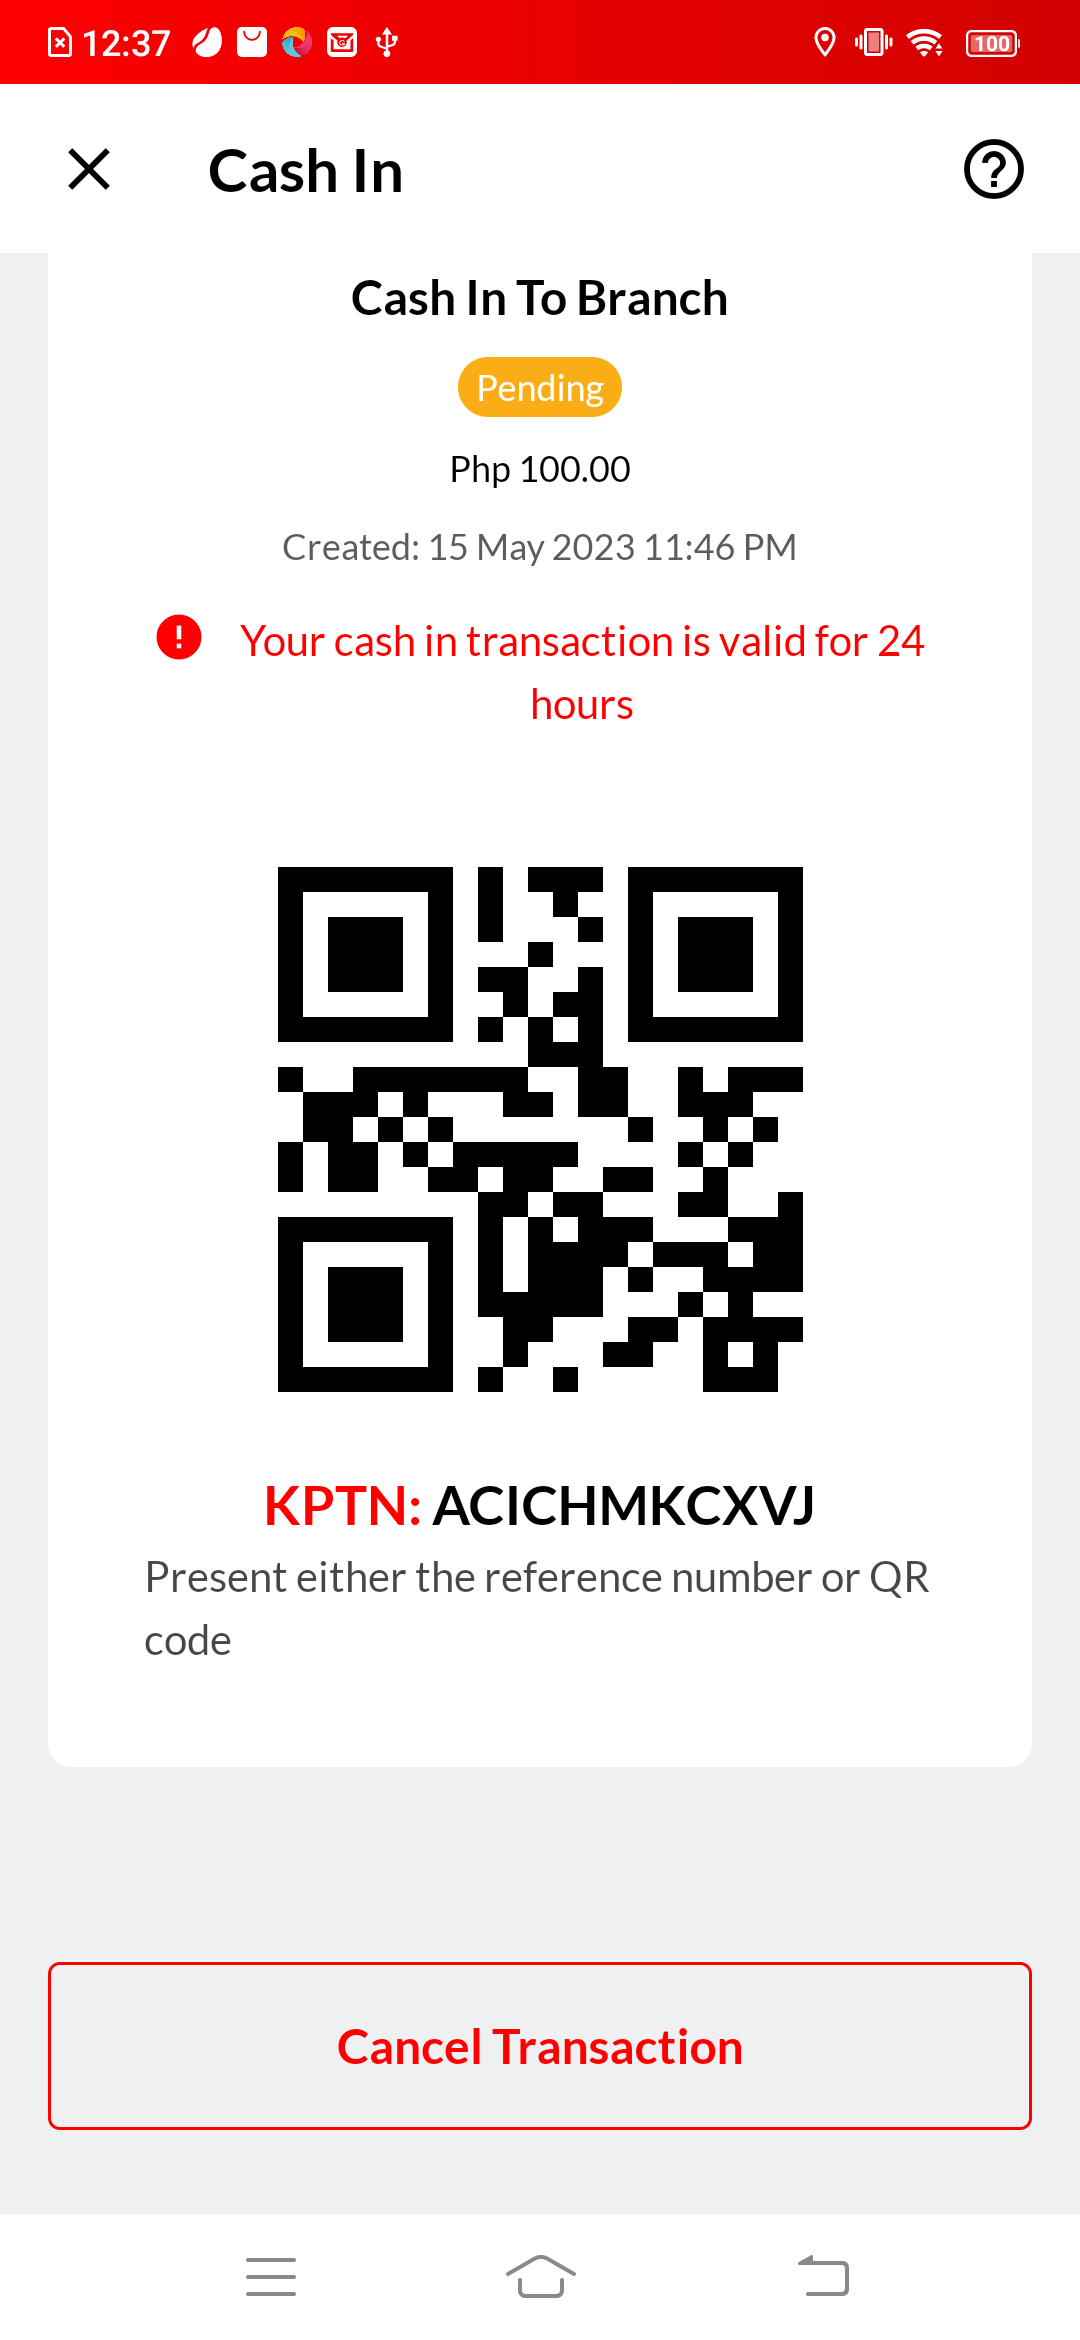 12:37
100
Cash In
Cash In To Branch
Pending
Php 100.00
Created: 15 May 2023 11:46 PM
Your cash in transaction is valid for 24
hours
KPTN: ACICHMKCXVJ
Present either the reference number or QR
code
Cancel Transaction